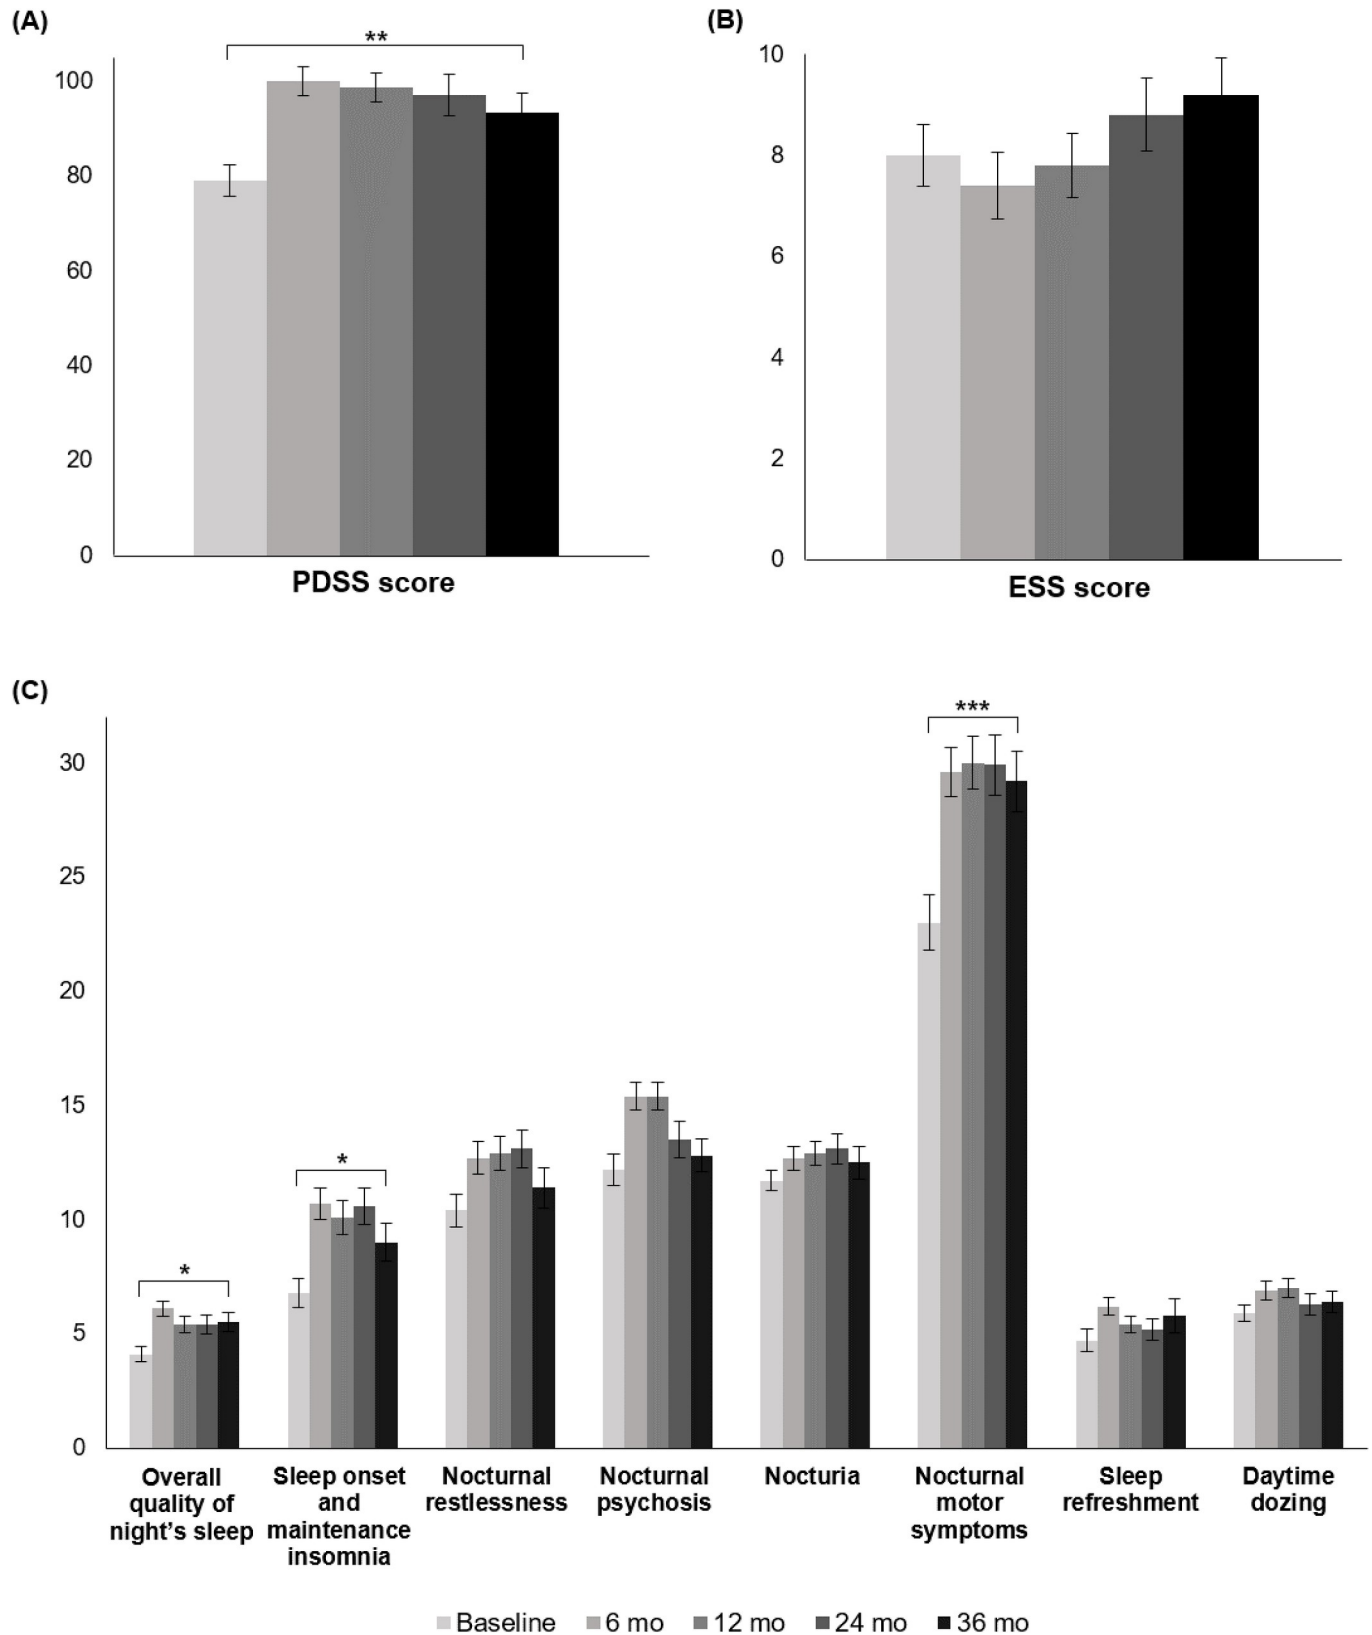 (A)
**
100
80
60
40
20
0
PDSS score
(B)
10
8
6
4
2
0
ESS score
(C)
30
25
20
15
10
5
0
*
*
***
Overall
quality of
night’s sleep
Sleep onset
and
maintenance
insomnia
Nocturnal
restlessness
Nocturnal
psychosis
Nocturia
Nocturnal
motor
symptoms
Sleep
refreshment
Daytime
dozing
Baseline 6 mo 12 mo 24 mo 36 mo